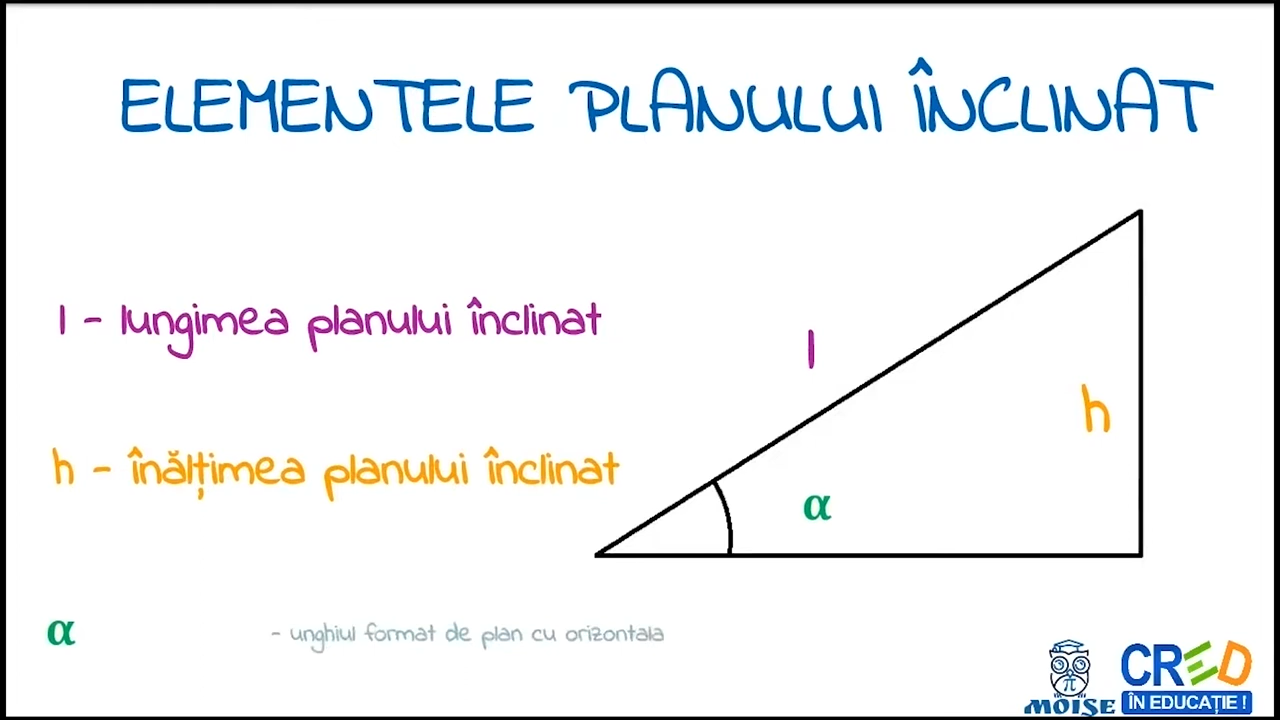 ELEMENTELE PLANULUI ÎNCLINAT
l - lungimea planului înclinat
h - înălțimea planului înclinat
α - unghiul format de plan cu orizontala
l
h
α
π
MOISE
CRED
ÎN EDUCAȚIE !